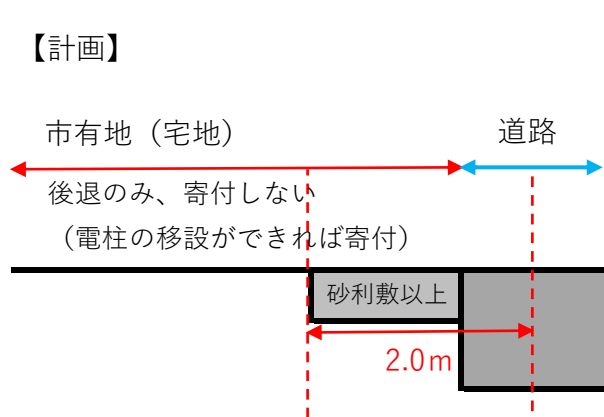 【計画】
市有地（宅地）
道路
後退のみ、寄付しない
（電柱の移設ができれば寄付）
砂利敷以上
2.0ｍ